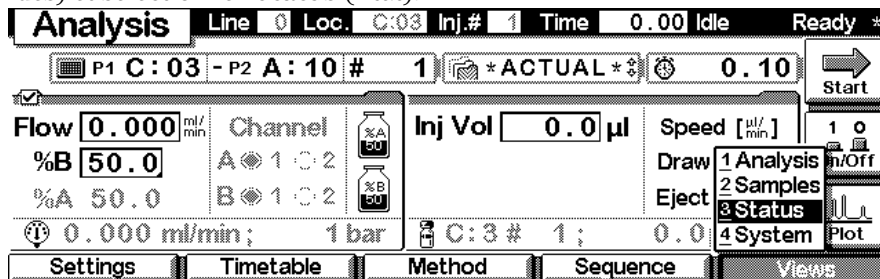 Analysis Line 0 Loc. C:03 Inj.# 1 Time 0.00 Idle Ready *
P1 C:03 - P2 A:10 # 1 *ACTUAL* 0.10
Start
Flow 0.000 ml/min Channel %A 50 Inj Vol 0.0 µl Speed [µl/min] 1 0
%B 50.0 A 1 2 Draw 1 Analysis n/Off
%A 50.0 B 1 2 %B 50 Eject 2 Samples
3 Status
0.000 ml/min; 1 bar C:3 # 1; 0.0 4 System Plot
Settings Timetable Method Sequence Views